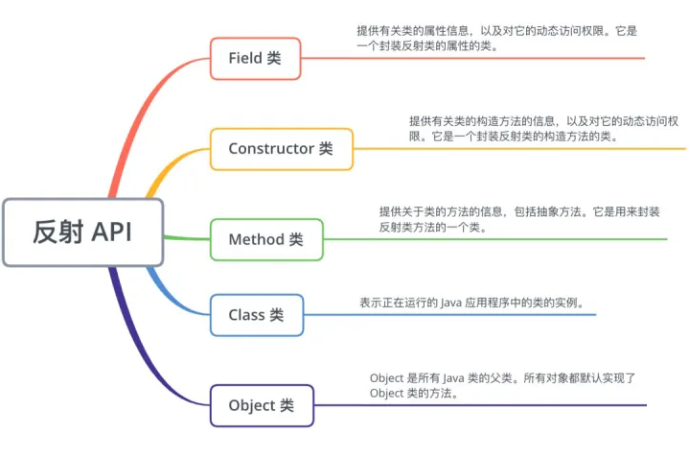 提供有关类的属性信息，以及对它的动态访问权限。它是
一个封装反射类的属性的类。
Field 类
提供有关类的构造方法的信息，以及对它的动态访问权
限。它是一个封装反射类的构造方法的类。
Constructor 类
反射 API
提供关于类的方法的信息，包括抽象方法。它是用来封装
反射类方法的一个类。
Method 类
表示正在运行的 Java 应用程序中的类的实例。
Class 类
Object 是所有 Java 类的父类。所有对象都默认实现了
Object 类的方法。
Object 类